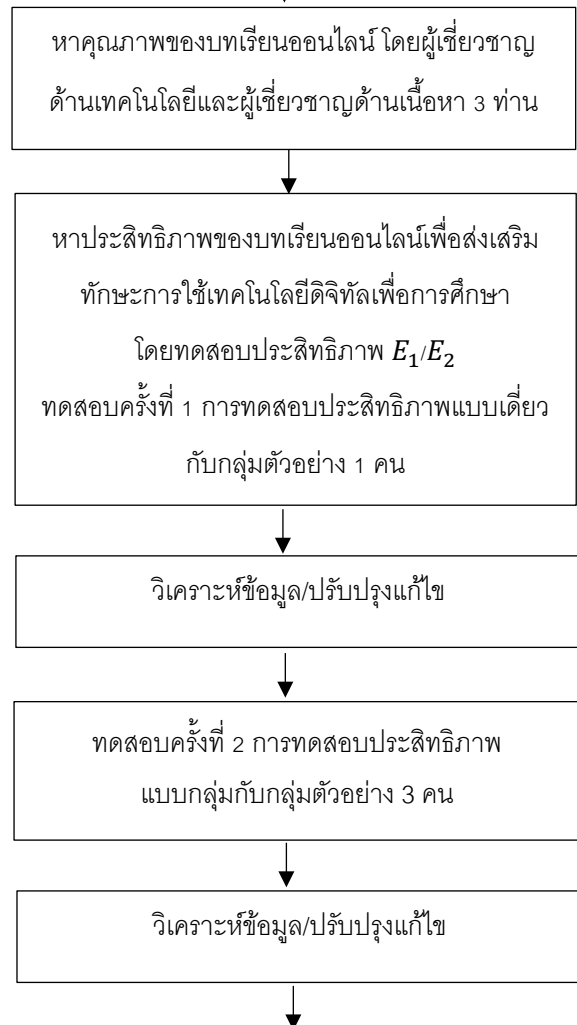 หาคุณภาพของบทเรียนออนไลน์ โดยผู้เชี่ยวชาญ
ด้านเทคโนโลยีและผู้เชี่ยวชาญด้านเนื้อหา 3 ท่าน
หาประสิทธิภาพของบทเรียนออนไลน์เพื่อส่งเสริม
ทักษะการใช้เทคโนโลยีดิจิทัลเพื่อการศึกษา
โดยทดสอบประสิทธิภาพ E₁/E₂
ทดสอบครั้งที่ 1 การทดสอบประสิทธิภาพแบบเดี่ยว
กับกลุ่มตัวอย่าง 1 คน
วิเคราะห์ข้อมูล/ปรับปรุงแก้ไข
ทดสอบครั้งที่ 2 การทดสอบประสิทธิภาพ
แบบกลุ่มกับกลุ่มตัวอย่าง 3 คน
วิเคราะห์ข้อมูล/ปรับปรุงแก้ไข